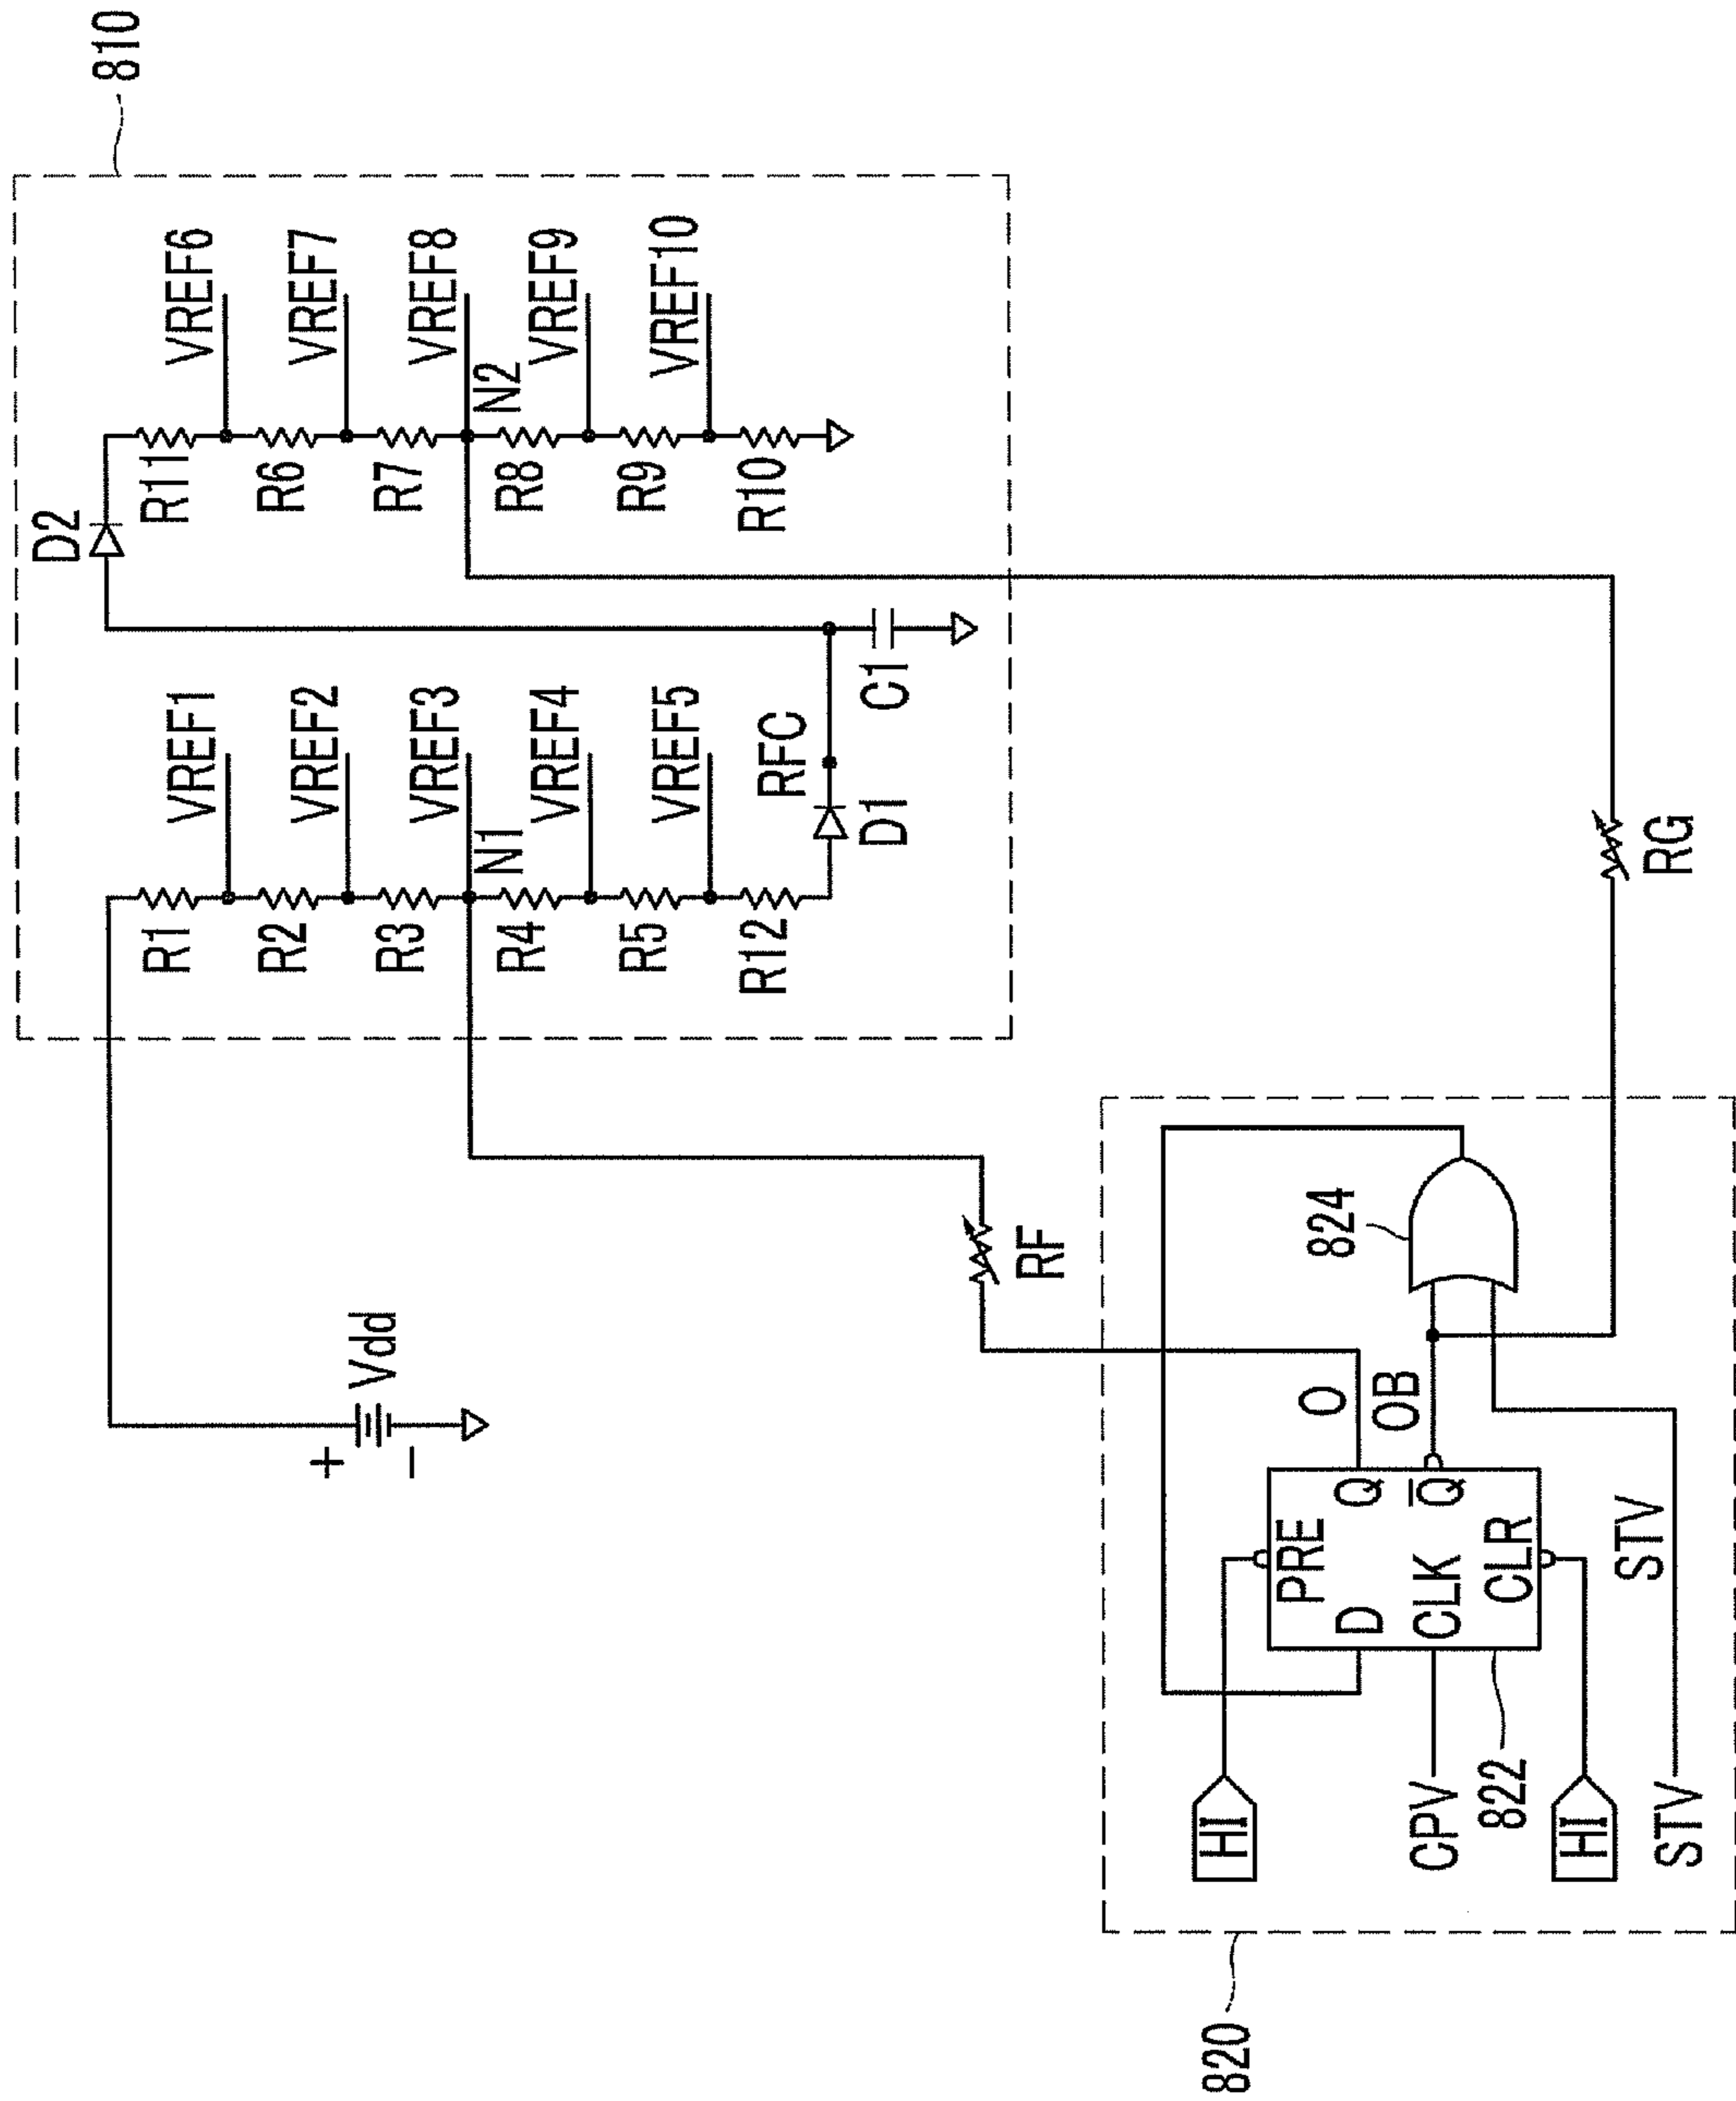 810
D2
R11
VREF6
R6
VREF7
R7
VREF8
N2
R8
VREF9
R9
VREF10
R10
R1
VREF1
R2
VREF2
R3
VREF3
N1
R4
VREF4
R5
VREF5
R12
RFC
D1
C1
+
Vdd
−
RF
RG
820
HI
PRE
D
Q
O
OB
Q̅
CLK
CPV
CLR
822
824
HI
STV
STV